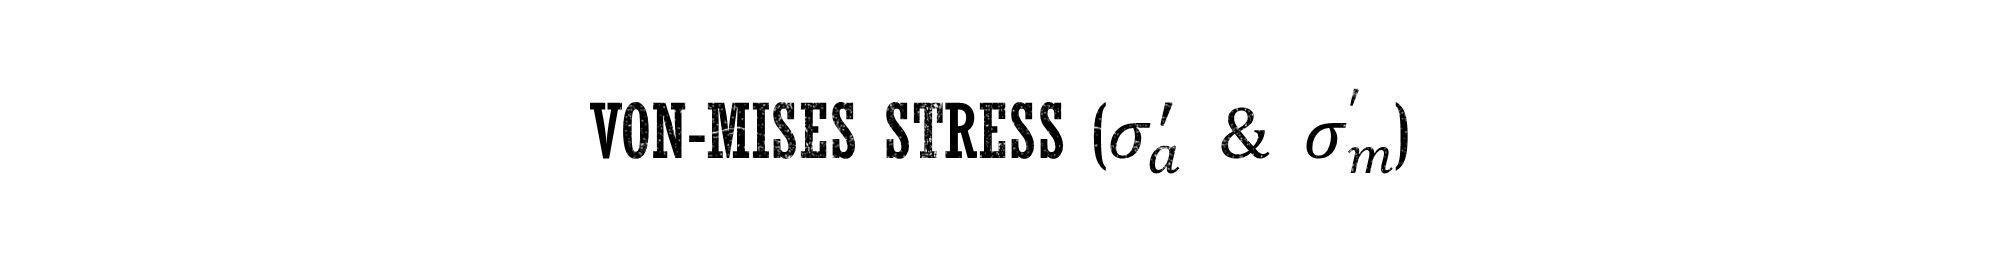 VON-MISES STRESS (σ′ₐ & σ′ₘ)